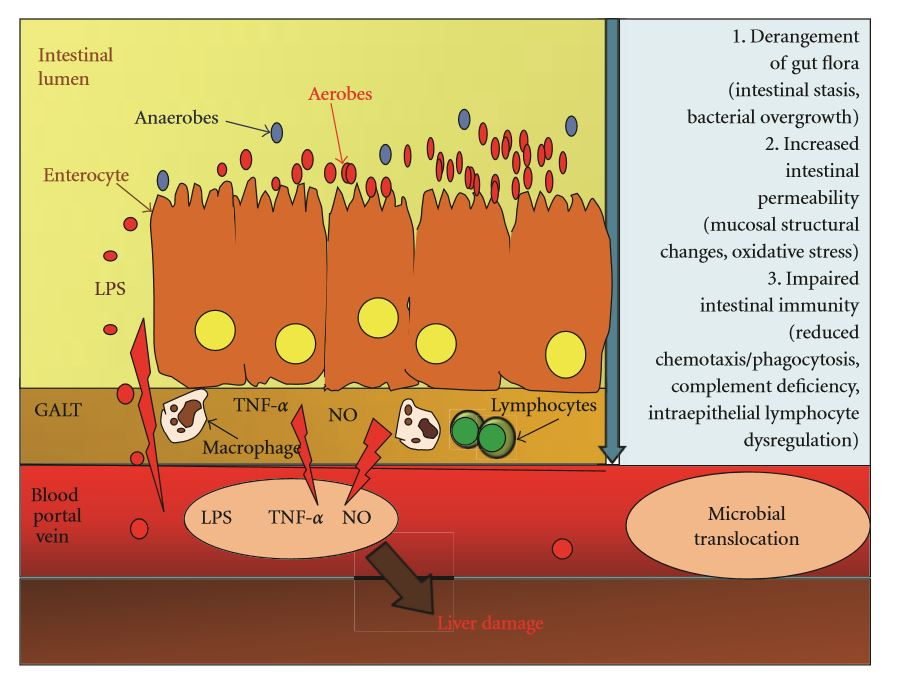 Intestinal
lumen
Anaerobes
Aerobes
Enterocyte
LPS
GALT
TNF-α
NO
Macrophage
Lymphocytes
Blood
portal
vein
LPS
TNF-α
NO
Liver damage
1. Derangement
of gut flora
(intestinal stasis,
bacterial overgrowth)
2. Increased
intestinal
permeability
(mucosal structural
changes, oxidative stress)
3. Impaired
intestinal immunity
(reduced
chemotaxis/phagocytosis,
complement deficiency,
intraepithelial lymphocyte
dysregulation)
Microbial
translocation